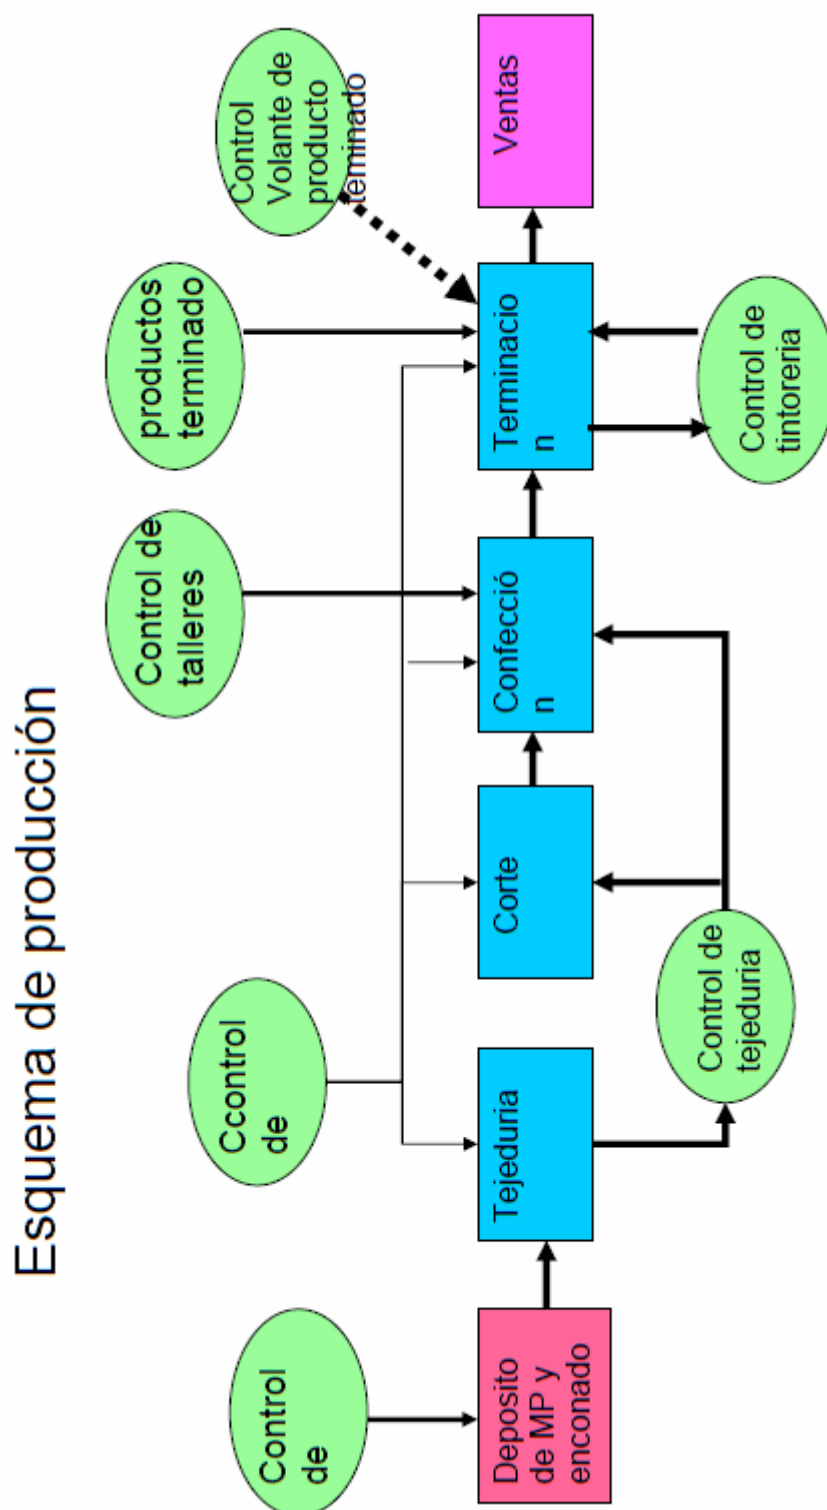 Esquema de producción
Control
de
Ccontrol
de
Control de
talleres
productos
terminado
Control
Volante de
producto
teminado
Deposito
de MP y
enconado
Tejeduria
Corte
Confecció
n
Terminacio
n
Ventas
Control de
tejeduria
Control de
tintoreria